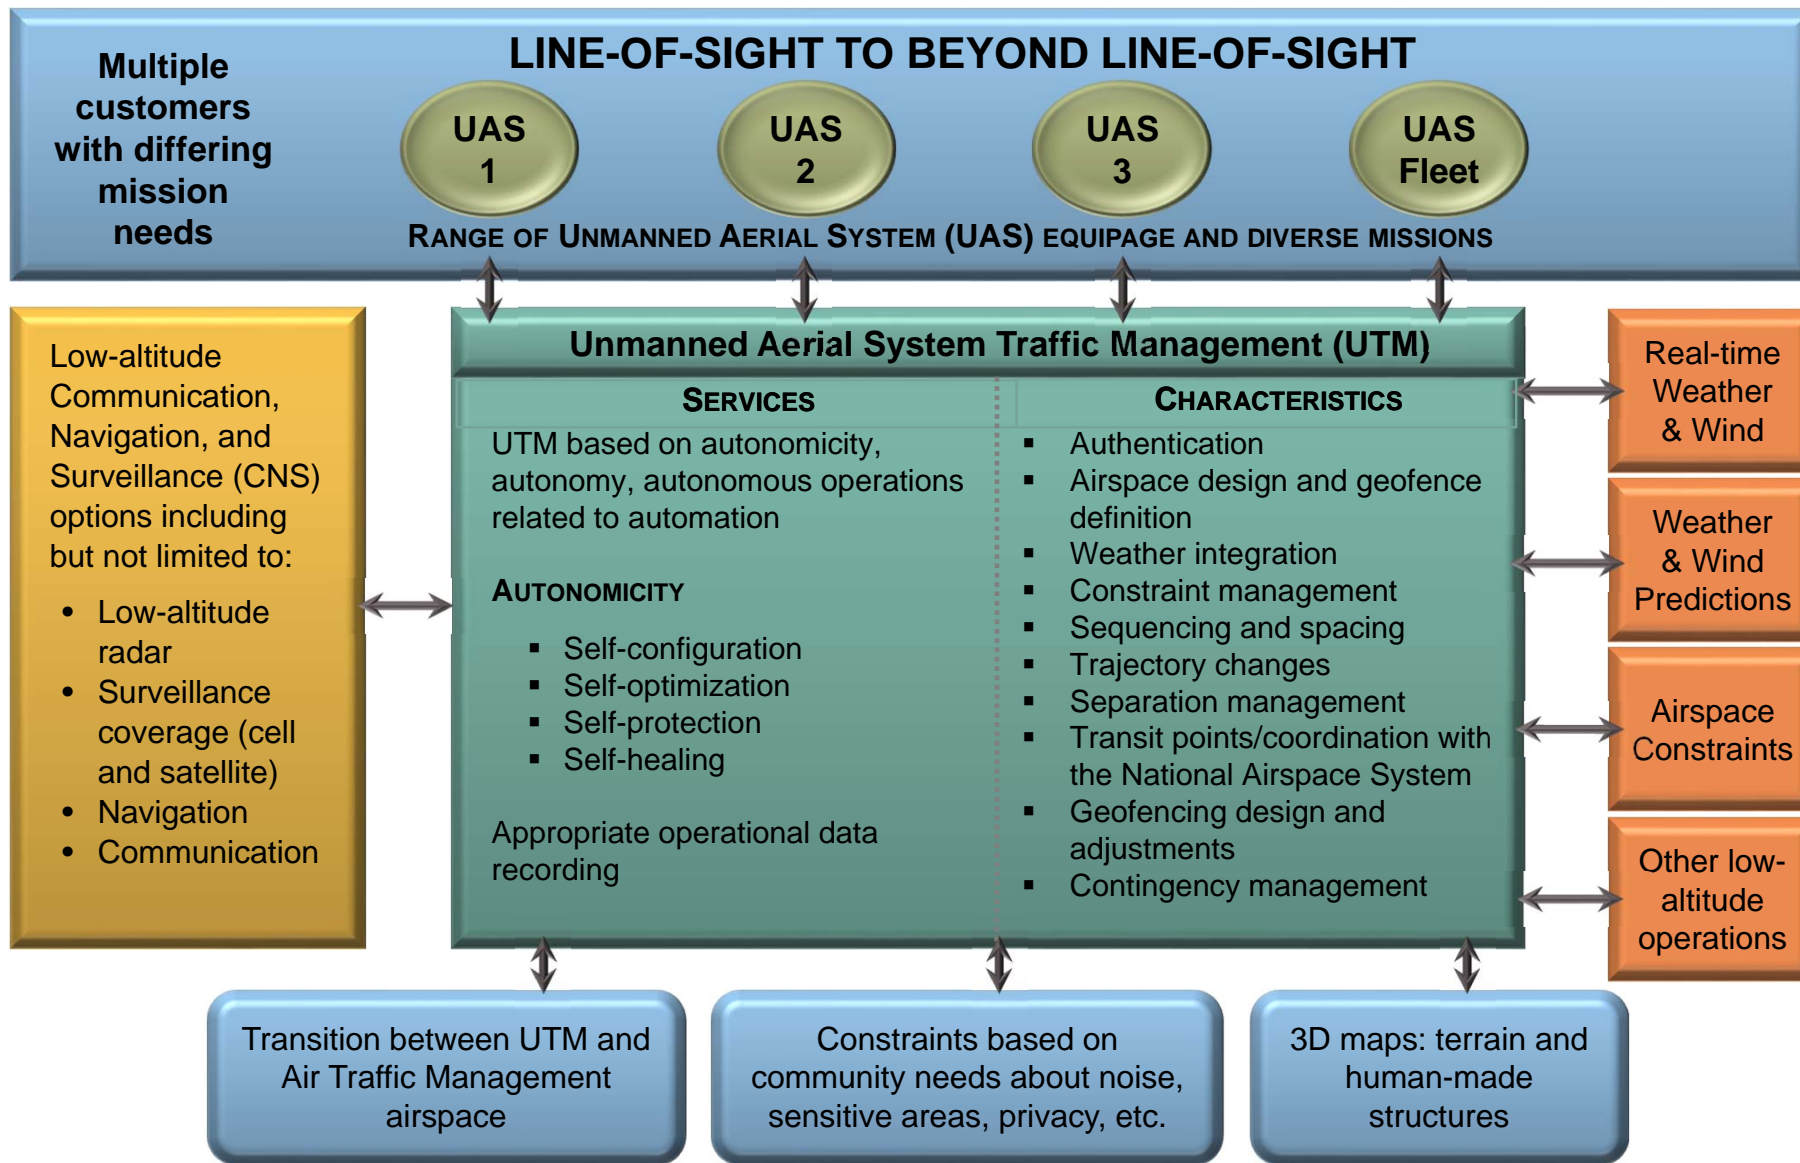 Multiple
customers
with differing
mission
needs
LINE-OF-SIGHT TO BEYOND LINE-OF-SIGHT
UAS
1
UAS
2
UAS
3
UAS
Fleet
RANGE OF UNMANNED AERIAL SYSTEM (UAS) EQUIPAGE AND DIVERSE MISSIONS
Low-altitude
Communication,
Navigation, and
Surveillance (CNS)
options including
but not limited to:
• Low-altitude
radar
• Surveillance
coverage (cell
and satellite)
• Navigation
• Communication
Unmanned Aerial System Traffic Management (UTM)
SERVICES
UTM based on autonomicity,
autonomy, autonomous operations
related to automation
AUTONOMICITY
▪ Self-configuration
▪ Self-optimization
▪ Self-protection
▪ Self-healing
Appropriate operational data
recording
CHARACTERISTICS
▪ Authentication
▪ Airspace design and geofence
definition
▪ Weather integration
▪ Constraint management
▪ Sequencing and spacing
▪ Trajectory changes
▪ Separation management
▪ Transit points/coordination with
the National Airspace System
▪ Geofencing design and
adjustments
▪ Contingency management
Real-time
Weather
& Wind
Weather
& Wind
Predictions
Airspace
Constraints
Other low-
altitude
operations
Transition between UTM and
Air Traffic Management
airspace
Constraints based on
community needs about noise,
sensitive areas, privacy, etc.
3D maps: terrain and
human-made
structures